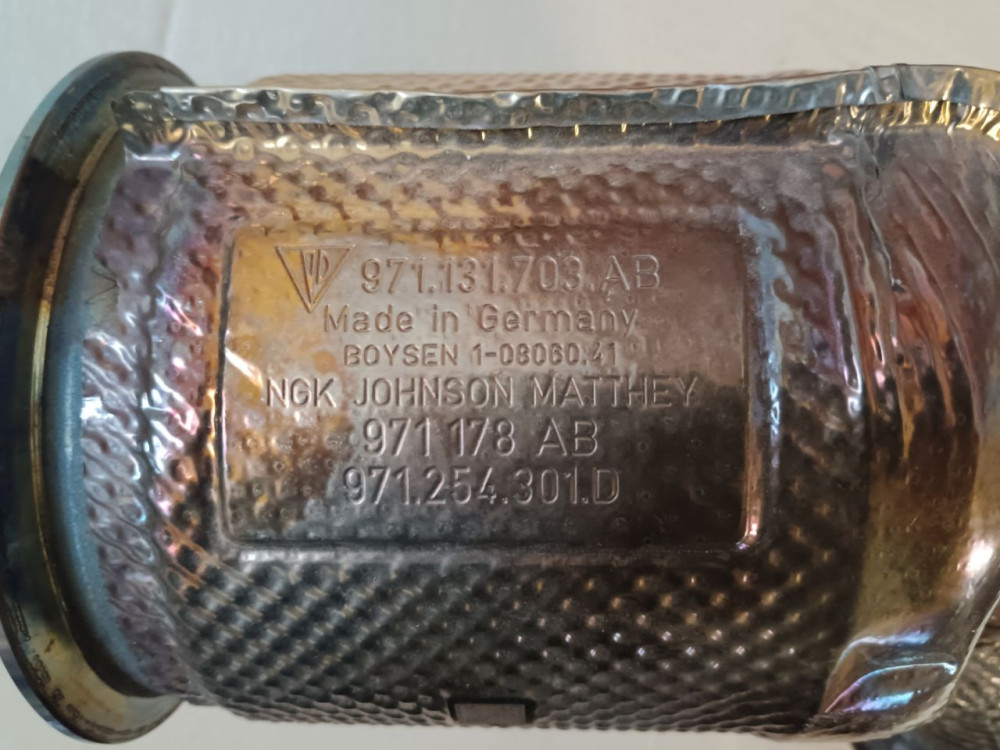 971.131.703.AB
Made in Germany
BOYSEN 1-08060.41
NGK JOHNSON MATTHEY
971 178 AB
971.254.301.D